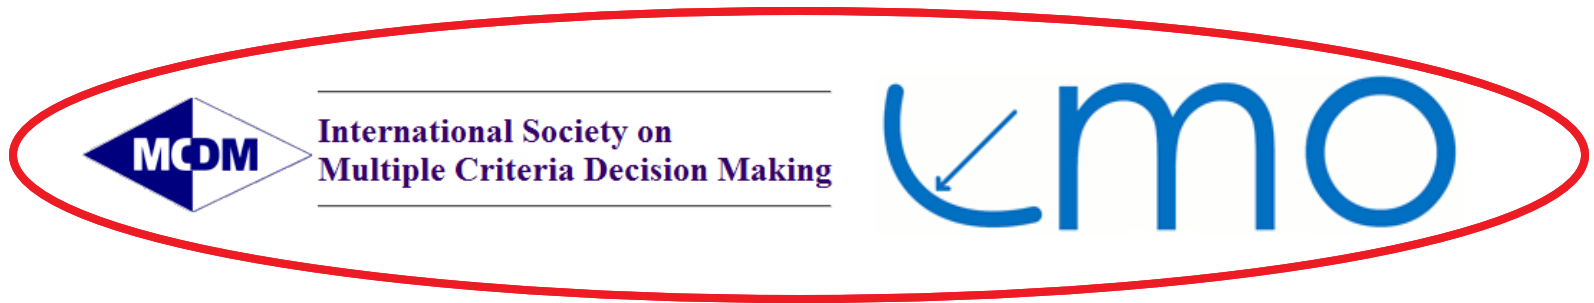 MCDM
International Society on
Multiple Criteria Decision Making
emo